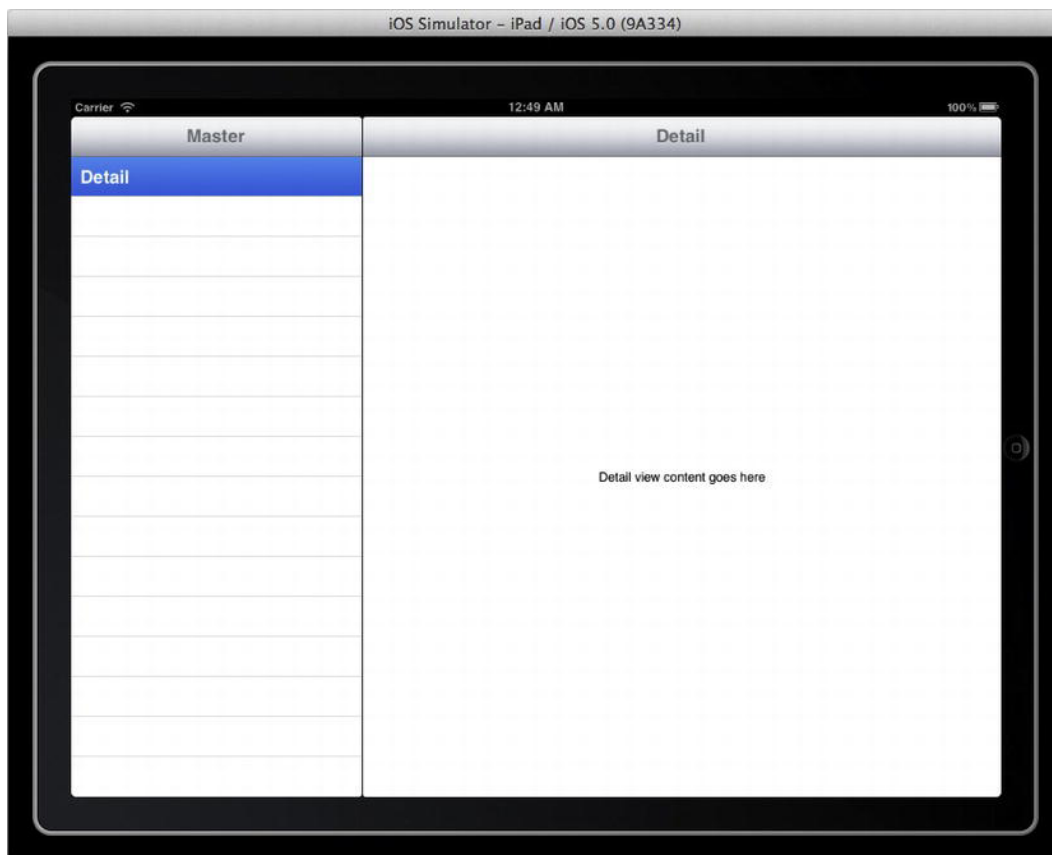 iOS Simulator – iPad / iOS 5.0 (9A334)
Carrier 12:49 AM 100%
Master Detail
Detail
Detail view content goes here